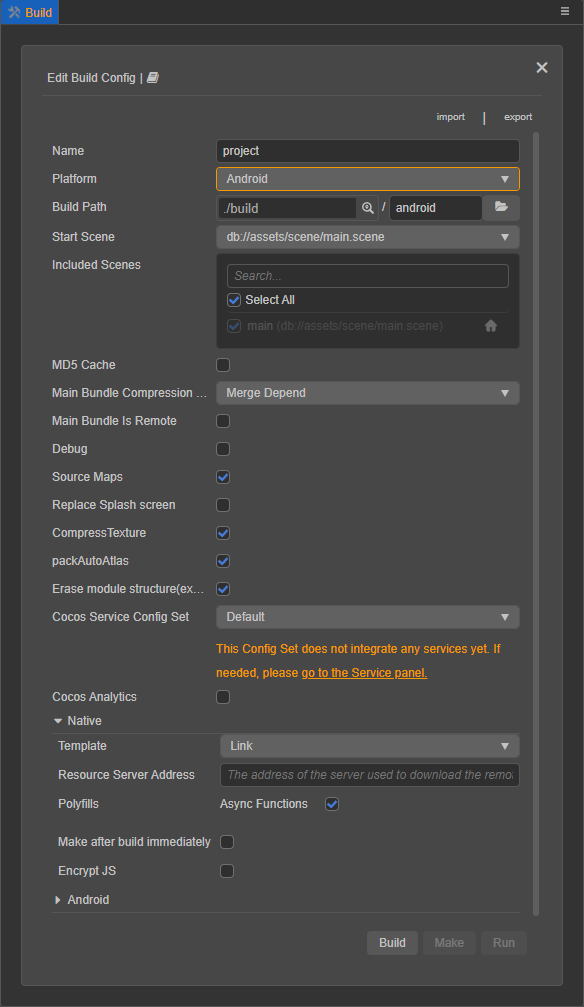 Build
Edit Build Config |
import | export
Name project
Platform Android
Build Path ./build / android
Start Scene db://assets/scene/main.scene
Included Scenes
Search...
Select All
main (db://assets/scene/main.scene)
MD5 Cache
Main Bundle Compression ... Merge Depend
Main Bundle Is Remote
Debug
Source Maps
Replace Splash screen
CompressTexture
packAutoAtlas
Erase module structure(ex...
Cocos Service Config Set Default
This Config Set does not integrate any services yet. If
needed, please go to the Service panel.
Cocos Analytics
Native
Template Link
Resource Server Address The address of the server used to download the remot
Polyfills Async Functions
Make after build immediately
Encrypt JS
Android
Build Make Run